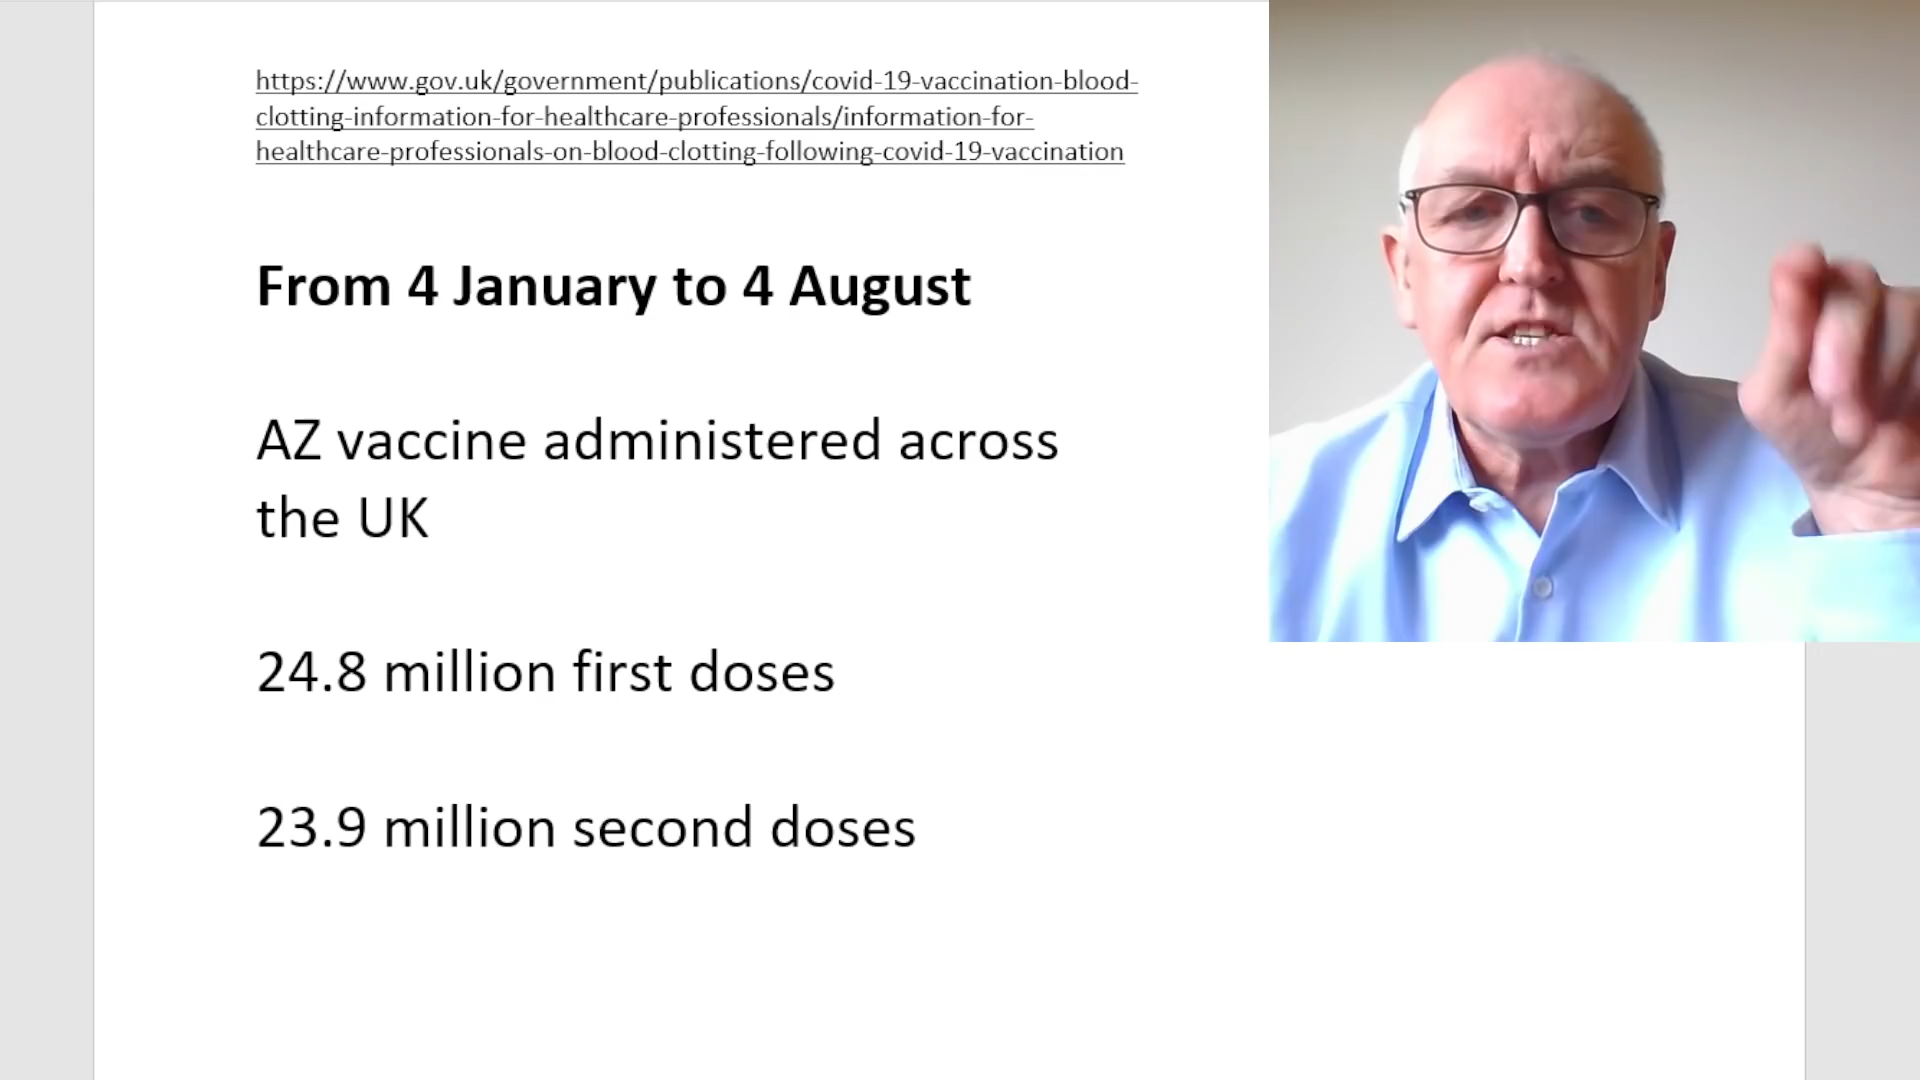 https://www.gov.uk/government/publications/covid-19-vaccination-blood-
clotting-information-for-healthcare-professionals/information-for-
healthcare-professionals-on-blood-clotting-following-covid-19-vaccination
From 4 January to 4 August
AZ vaccine administered across
the UK
24.8 million first doses
23.9 million second doses